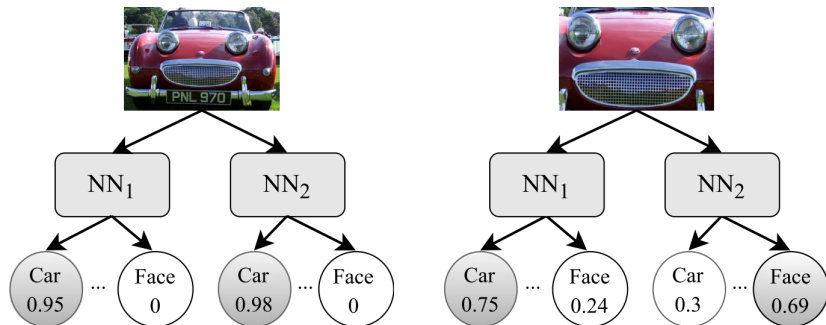 PNL 970
NN1 NN2 NN1 NN2
Car ... Face Car ... Face Car ... Face Car ... Face
0.95 0 0.98 0 0.75 0.24 0.3 0.69